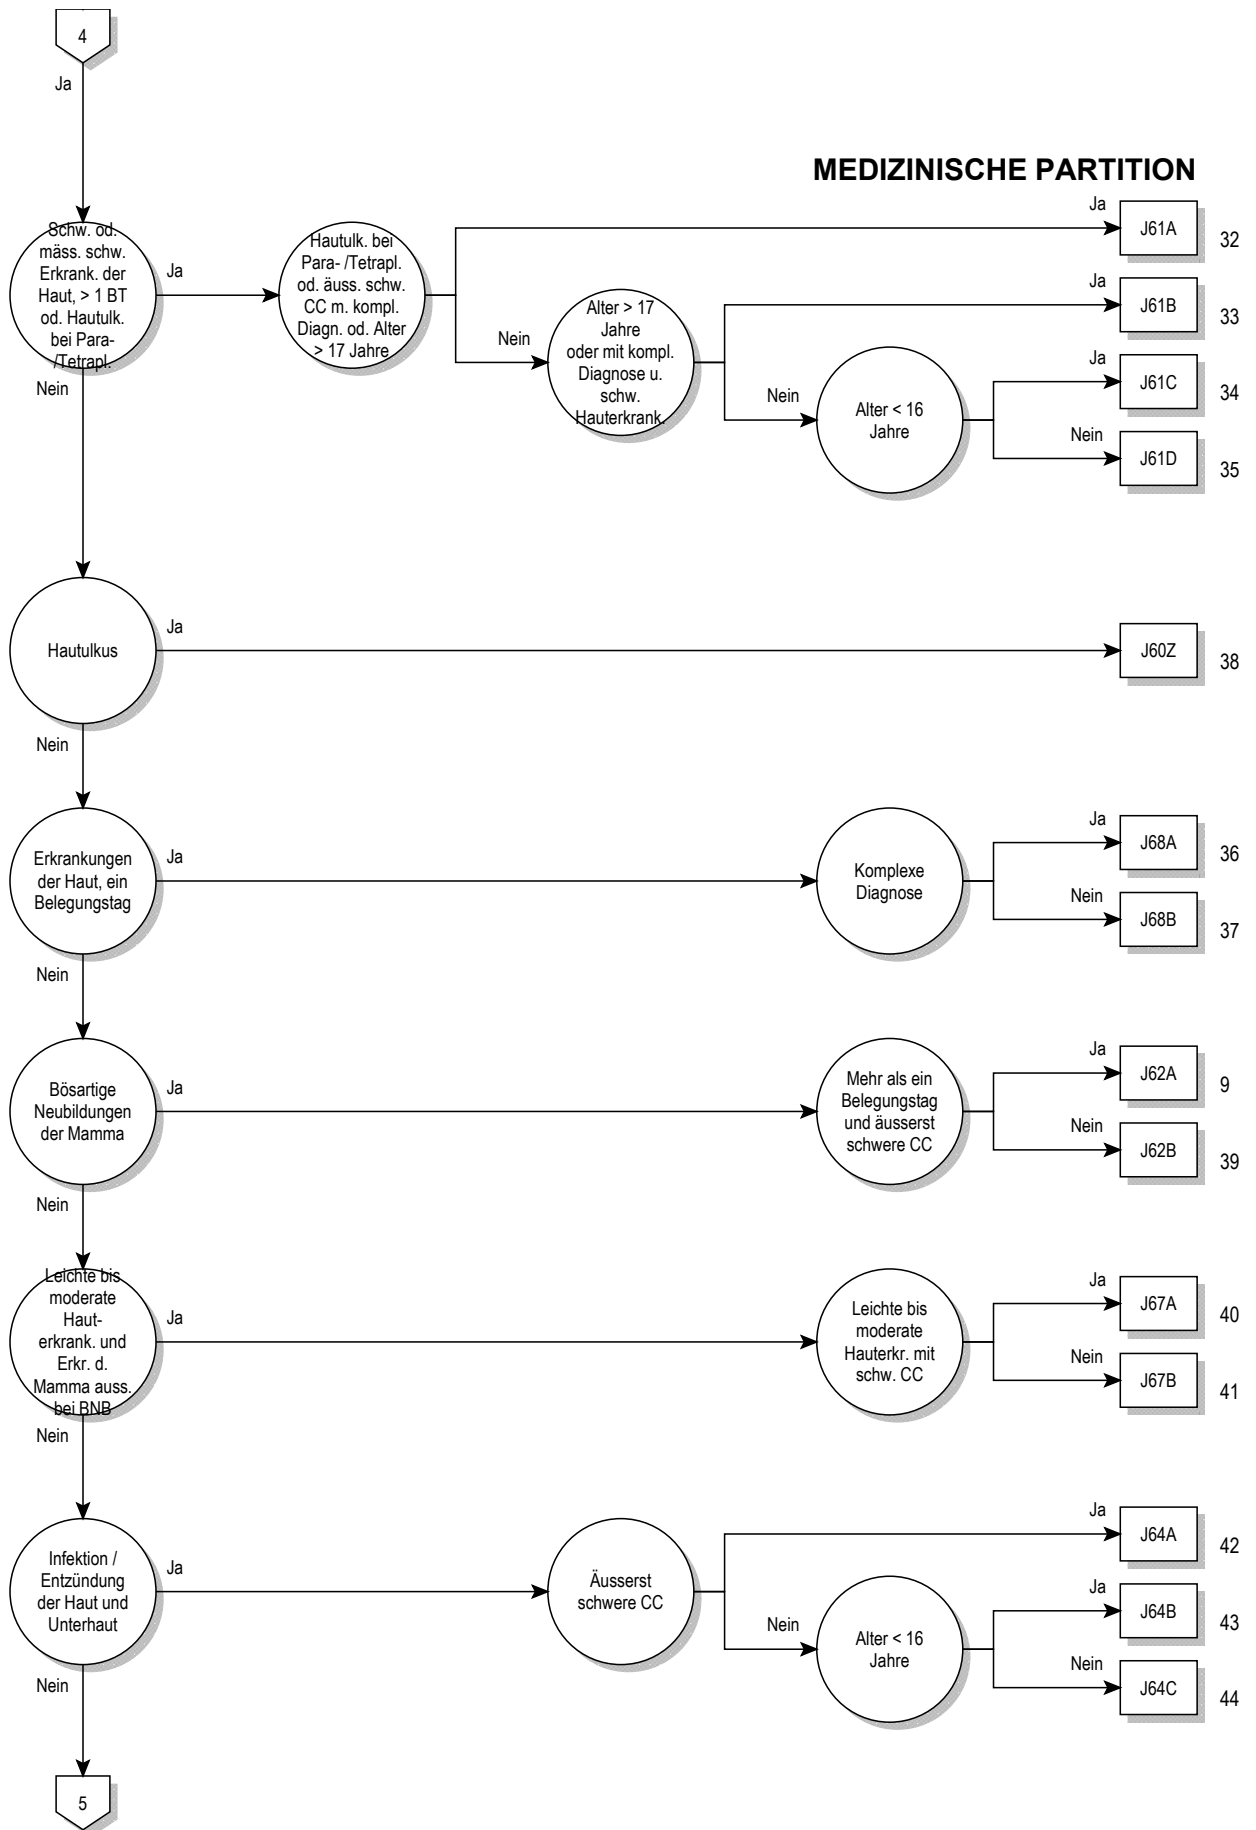 4
Ja
MEDIZINISCHE PARTITION
Schw. od.
mäss. schw.
Erkrank. der
Haut, > 1 BT
od. Hautulk.
bei Para-
/Tetrapl.
Ja
Nein
Hautulk. bei
Para- /Tetrapl.
od. äuss. schw.
CC m. kompl.
Diagn. od. Alter
> 17 Jahre
Ja
J61A
32
Nein
Alter > 17
Jahre
oder mit kompl.
Diagnose u.
schw.
Hauterkrank.
Ja
J61B
33
Nein
Alter < 16
Jahre
Ja
J61C
34
Nein
J61D
35
Hautulkus
Ja
J60Z
38
Nein
Erkrankungen
der Haut, ein
Belegungstag
Ja
Komplexe
Diagnose
Ja
J68A
36
Nein
J68B
37
Nein
Bösartige
Neubildungen
der Mamma
Ja
Mehr als ein
Belegungstag
und äusserst
schwere CC
Ja
J62A
9
Nein
J62B
39
Nein
Leichte bis
moderate
Haut-
erkrank. und
Erkr. d.
Mamma auss.
bei BNB
Ja
Leichte bis
moderate
Hauterkr. mit
schw. CC
Ja
J67A
40
Nein
J67B
41
Nein
Infektion /
Entzündung
der Haut und
Unterhaut
Ja
Äusserst
schwere CC
Ja
J64A
42
Nein
Alter < 16
Jahre
Ja
J64B
43
Nein
J64C
44
Nein
5